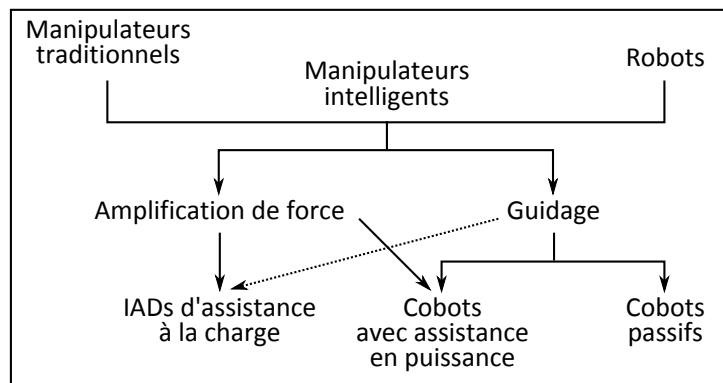 Manipulateurs
traditionnels
Manipulateurs
intelligents
Robots
Amplification de force
Guidage
IADs d'assistance
à la charge
Cobots
avec assistance
en puissance
Cobots
passifs